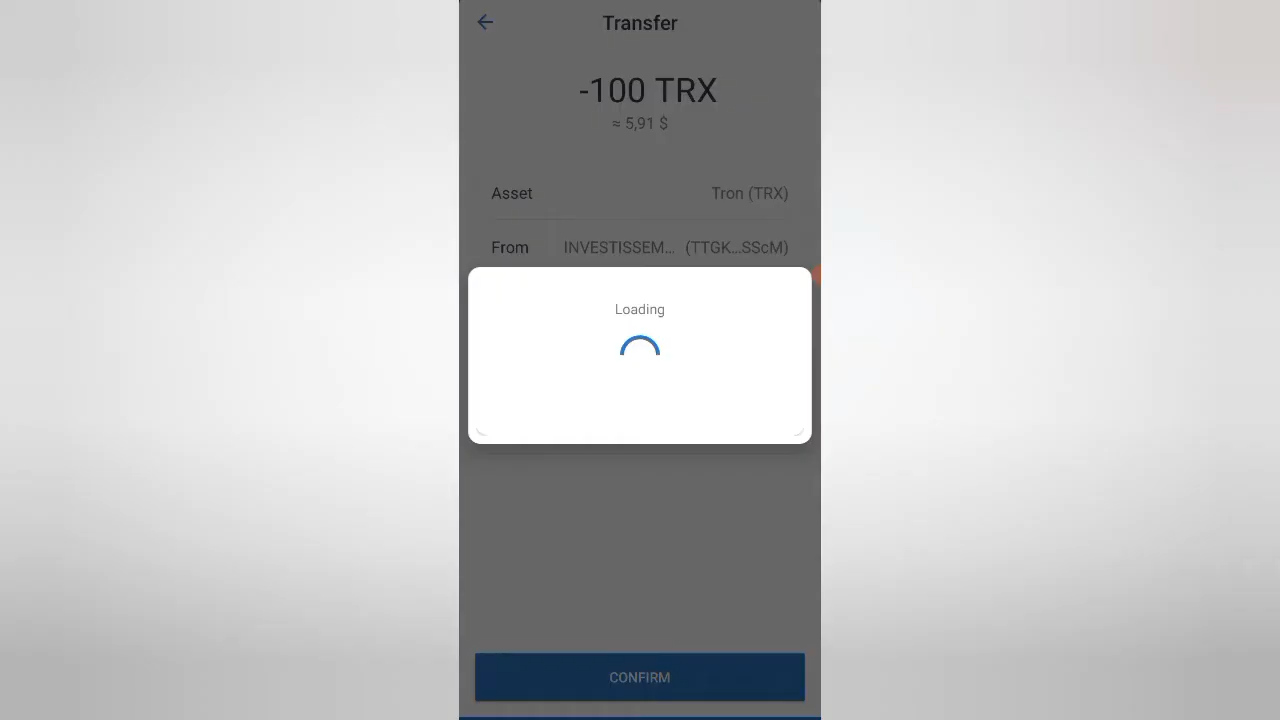 Transfer
-100 TRX
≈ 5,91 $
Asset Tron (TRX)
From INVESTISSEM... (TTGK...SScM)
Loading
CONFIRM